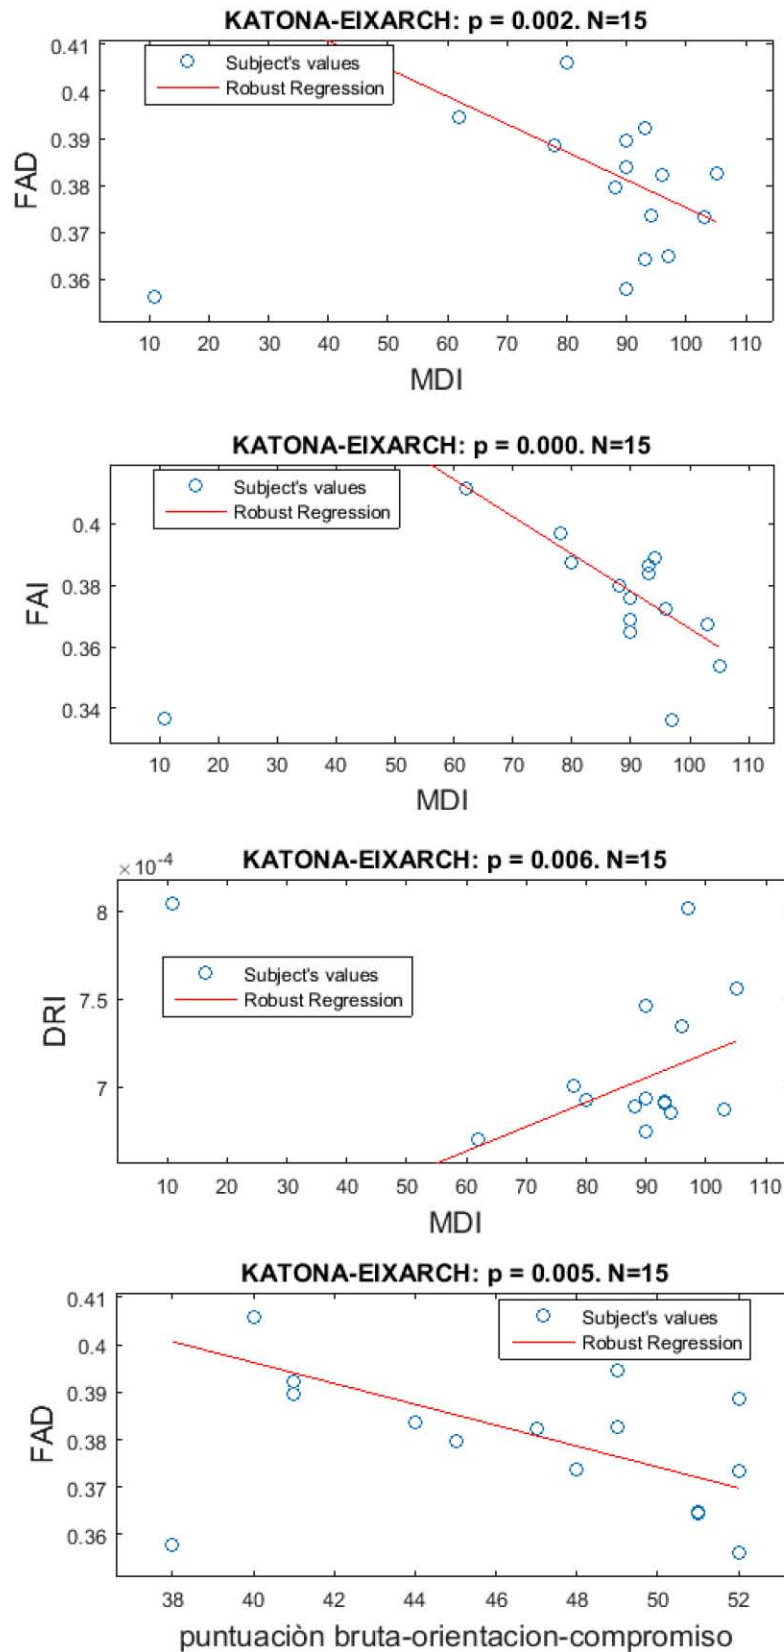 KATONA-EIXARCH: p = 0.002. N=15
0.41
0.4
0.39
0.38
0.37
0.36
FAD
Subject's values
Robust Regression
10 20 30 40 50 60 70 80 90 100 110
MDI
KATONA-EIXARCH: p = 0.000. N=15
0.4
0.38
0.36
0.34
FAI
Subject's values
Robust Regression
10 20 30 40 50 60 70 80 90 100 110
MDI
KATONA-EIXARCH: p = 0.006. N=15
× 10-4
8
7.5
7
DRI
Subject's values
Robust Regression
10 20 30 40 50 60 70 80 90 100 110
MDI
KATONA-EIXARCH: p = 0.005. N=15
0.41
0.4
0.39
0.38
0.37
0.36
FAD
Subject's values
Robust Regression
38 40 42 44 46 48 50 52
puntuaciòn bruta-orientacion-compromiso